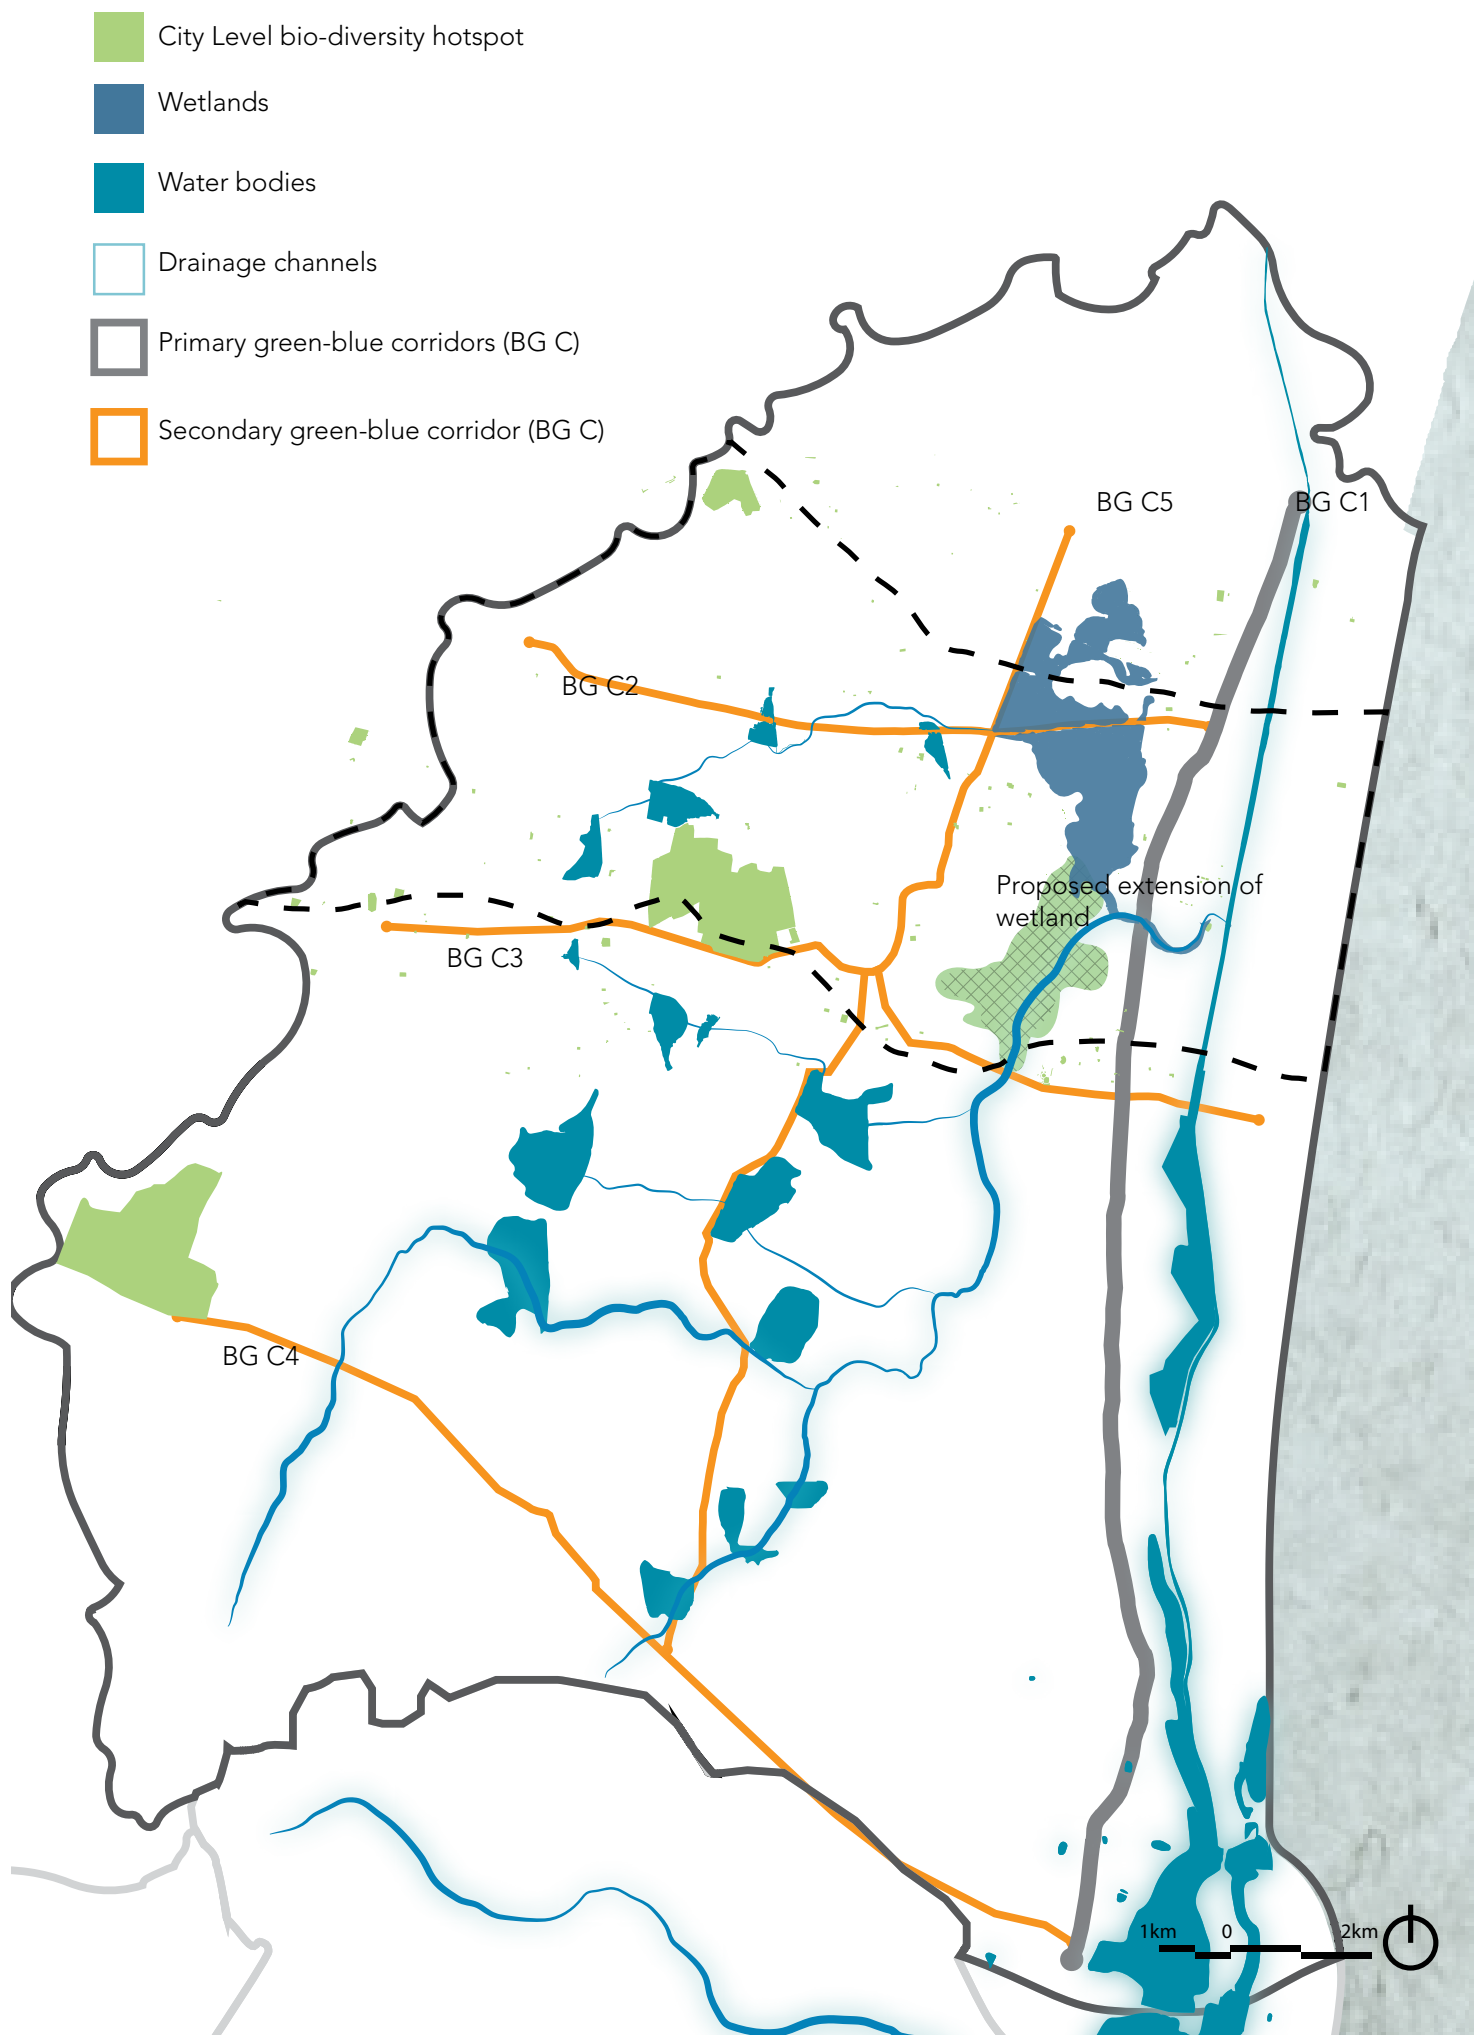 City Level bio-diversity hotspot
Wetlands
Water bodies
Drainage channels
Primary green-blue corridors (BG C)
Secondary green-blue corridor (BG C)
BG C5
BG C1
BG C2
Proposed extension of
wetland
BG C3
BG C4
1km 0 2km